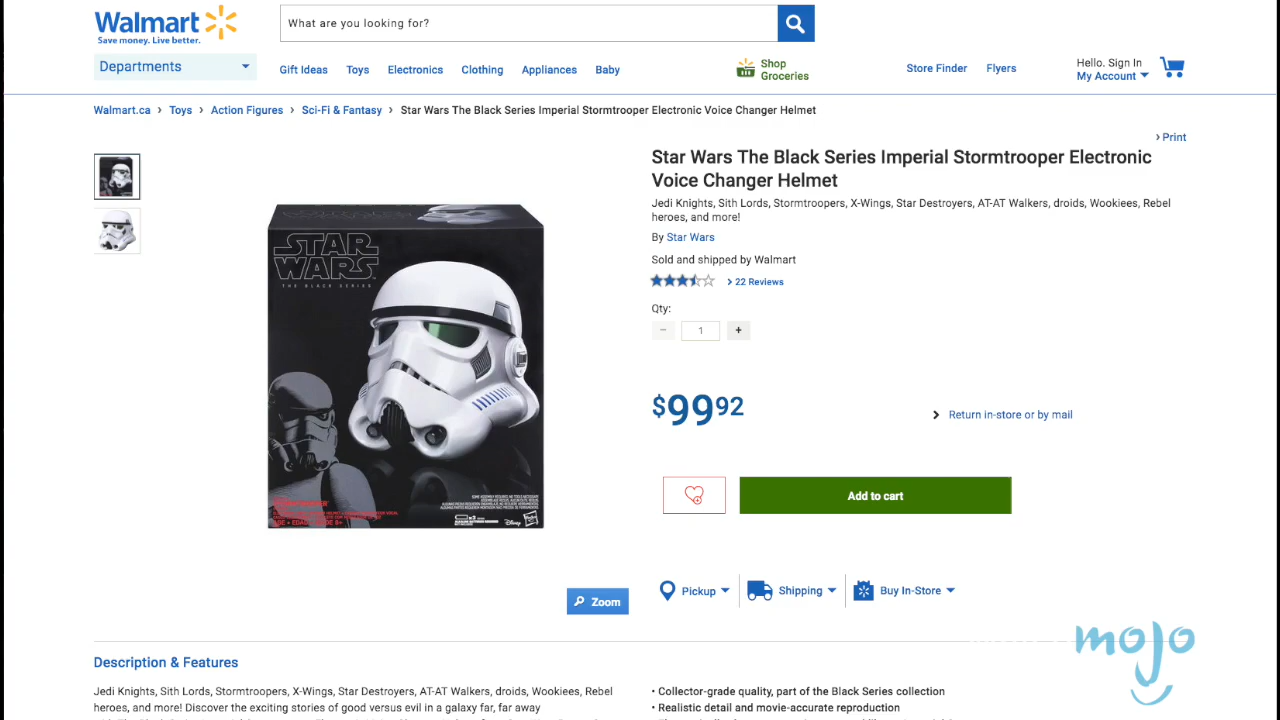 Walmart
Save money. Live better.
What are you looking for?
Departments
Gift Ideas
Toys
Electronics
Clothing
Appliances
Baby
Shop
Groceries
Store Finder
Flyers
Hello. Sign In
My Account
Walmart.ca › Toys › Action Figures › Sci-Fi & Fantasy › Star Wars The Black Series Imperial Stormtrooper Electronic Voice Changer Helmet
› Print
Star Wars The Black Series Imperial Stormtrooper Electronic
Voice Changer Helmet
Jedi Knights, Sith Lords, Stormtroopers, X-Wings, Star Destroyers, AT-AT Walkers, droids, Wookiees, Rebel
heroes, and more!
By Star Wars
Sold and shipped by Walmart
22 Reviews
Qty:
− 1 +
$99 92
Return in-store or by mail
Add to cart
STAR
WARS
THE BLACK SERIES
Disney
Hasbro
Zoom
Pickup
Shipping
Buy In-Store
mojo
Description & Features
Jedi Knights, Sith Lords, Stormtroopers, X-Wings, Star Destroyers, AT-AT Walkers, droids, Wookiees, Rebel
heroes, and more! Discover the exciting stories of good versus evil in a galaxy far, far away
• Collector-grade quality, part of the Black Series collection
• Realistic detail and movie-accurate reproduction